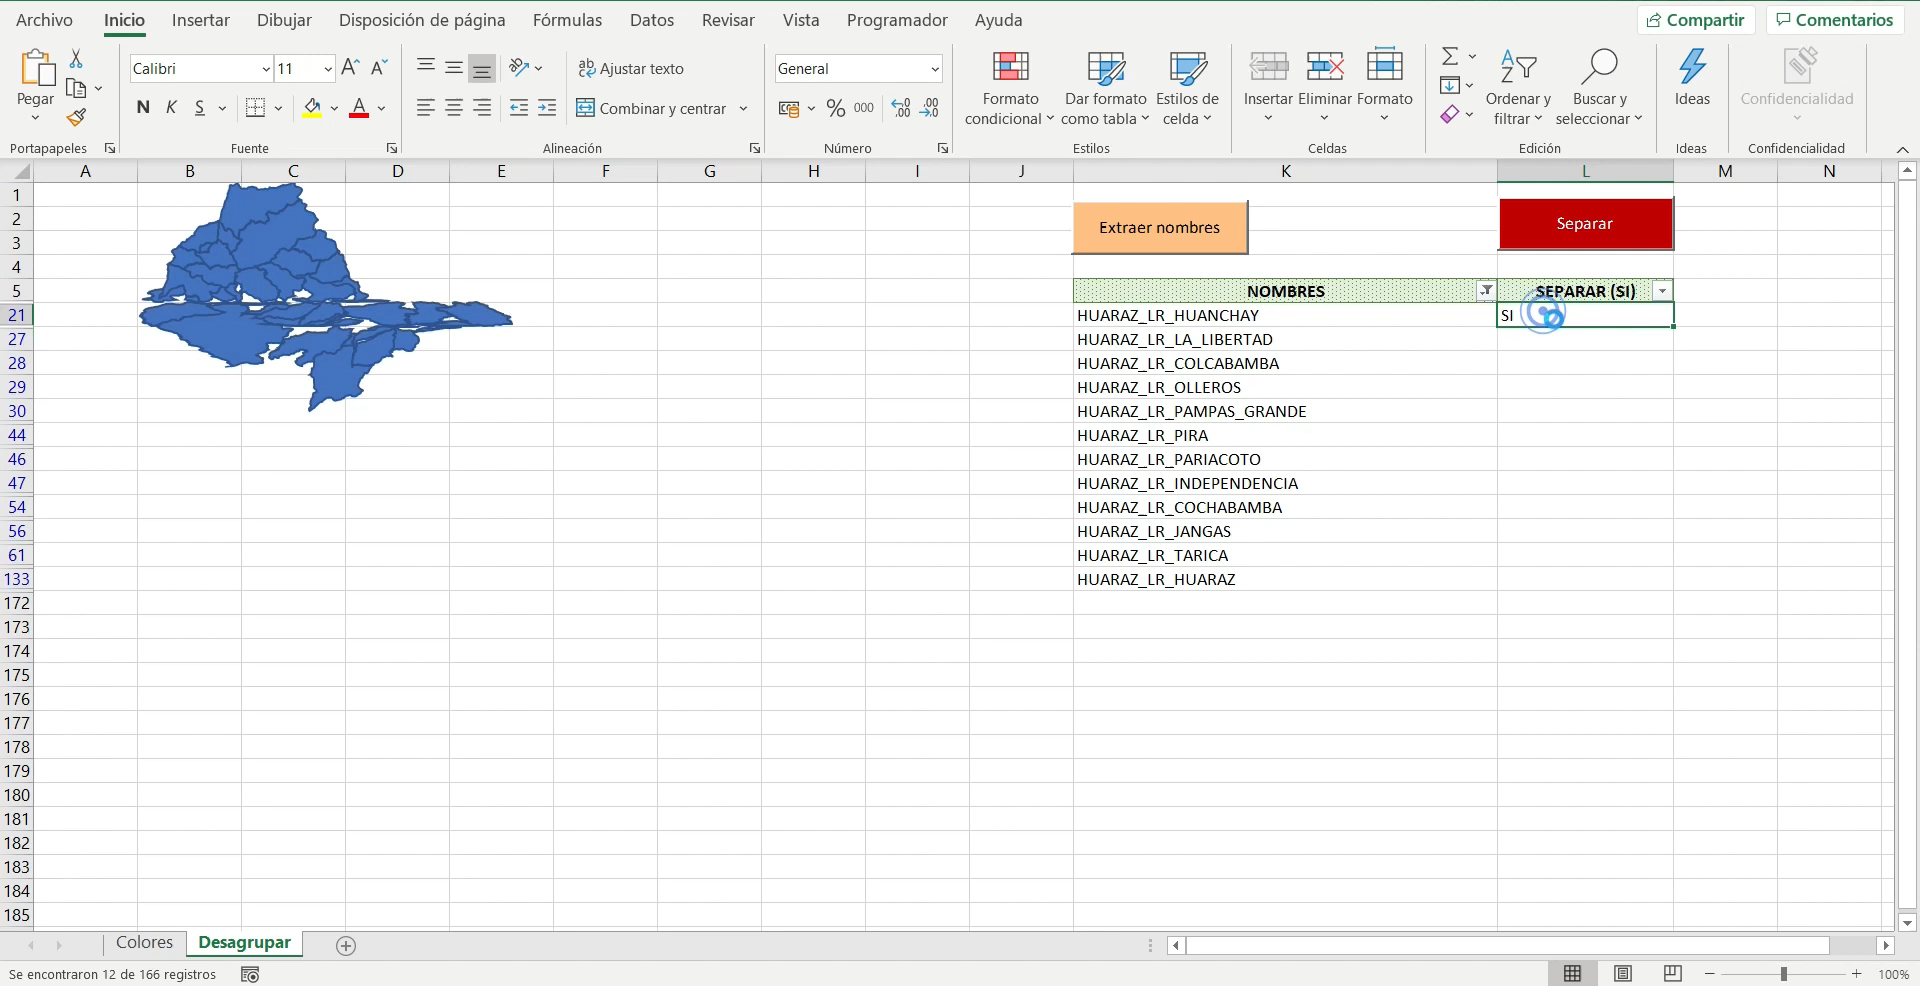 Archivo Inicio Insertar Dibujar Disposición de página Fórmulas Datos Revisar Vista Programador Ayuda Compartir Comentarios
Pegar
Calibri 11
N K S
A A
A
ab Ajustar texto
Combinar y centrar
General
% 000
Formato condicional
Dar formato como tabla
Estilos de celda
Insertar Eliminar Formato
Ordenar y filtrar
Buscar y seleccionar
Ideas
Confidencialidad
Portapapeles Fuente Alineación Número Estilos Celdas Edición Ideas Confidencialidad
A B C D E F G H I J K L M N
1
2
Extraer nombres Separar
3
4
5 NOMBRES SEPARAR (SI)
21 HUARAZ_LR_HUANCHAY SI
27 HUARAZ_LR_LA_LIBERTAD
28 HUARAZ_LR_COLCABAMBA
29 HUARAZ_LR_OLLEROS
30 HUARAZ_LR_PAMPAS_GRANDE
44 HUARAZ_LR_PIRA
46 HUARAZ_LR_PARIACOTO
47 HUARAZ_LR_INDEPENDENCIA
54 HUARAZ_LR_COCHABAMBA
56 HUARAZ_LR_JANGAS
61 HUARAZ_LR_TARICA
133 HUARAZ_LR_HUARAZ
172
173
174
175
176
177
178
179
180
181
182
183
184
185
Colores Desagrupar
Se encontraron 12 de 166 registros 100%